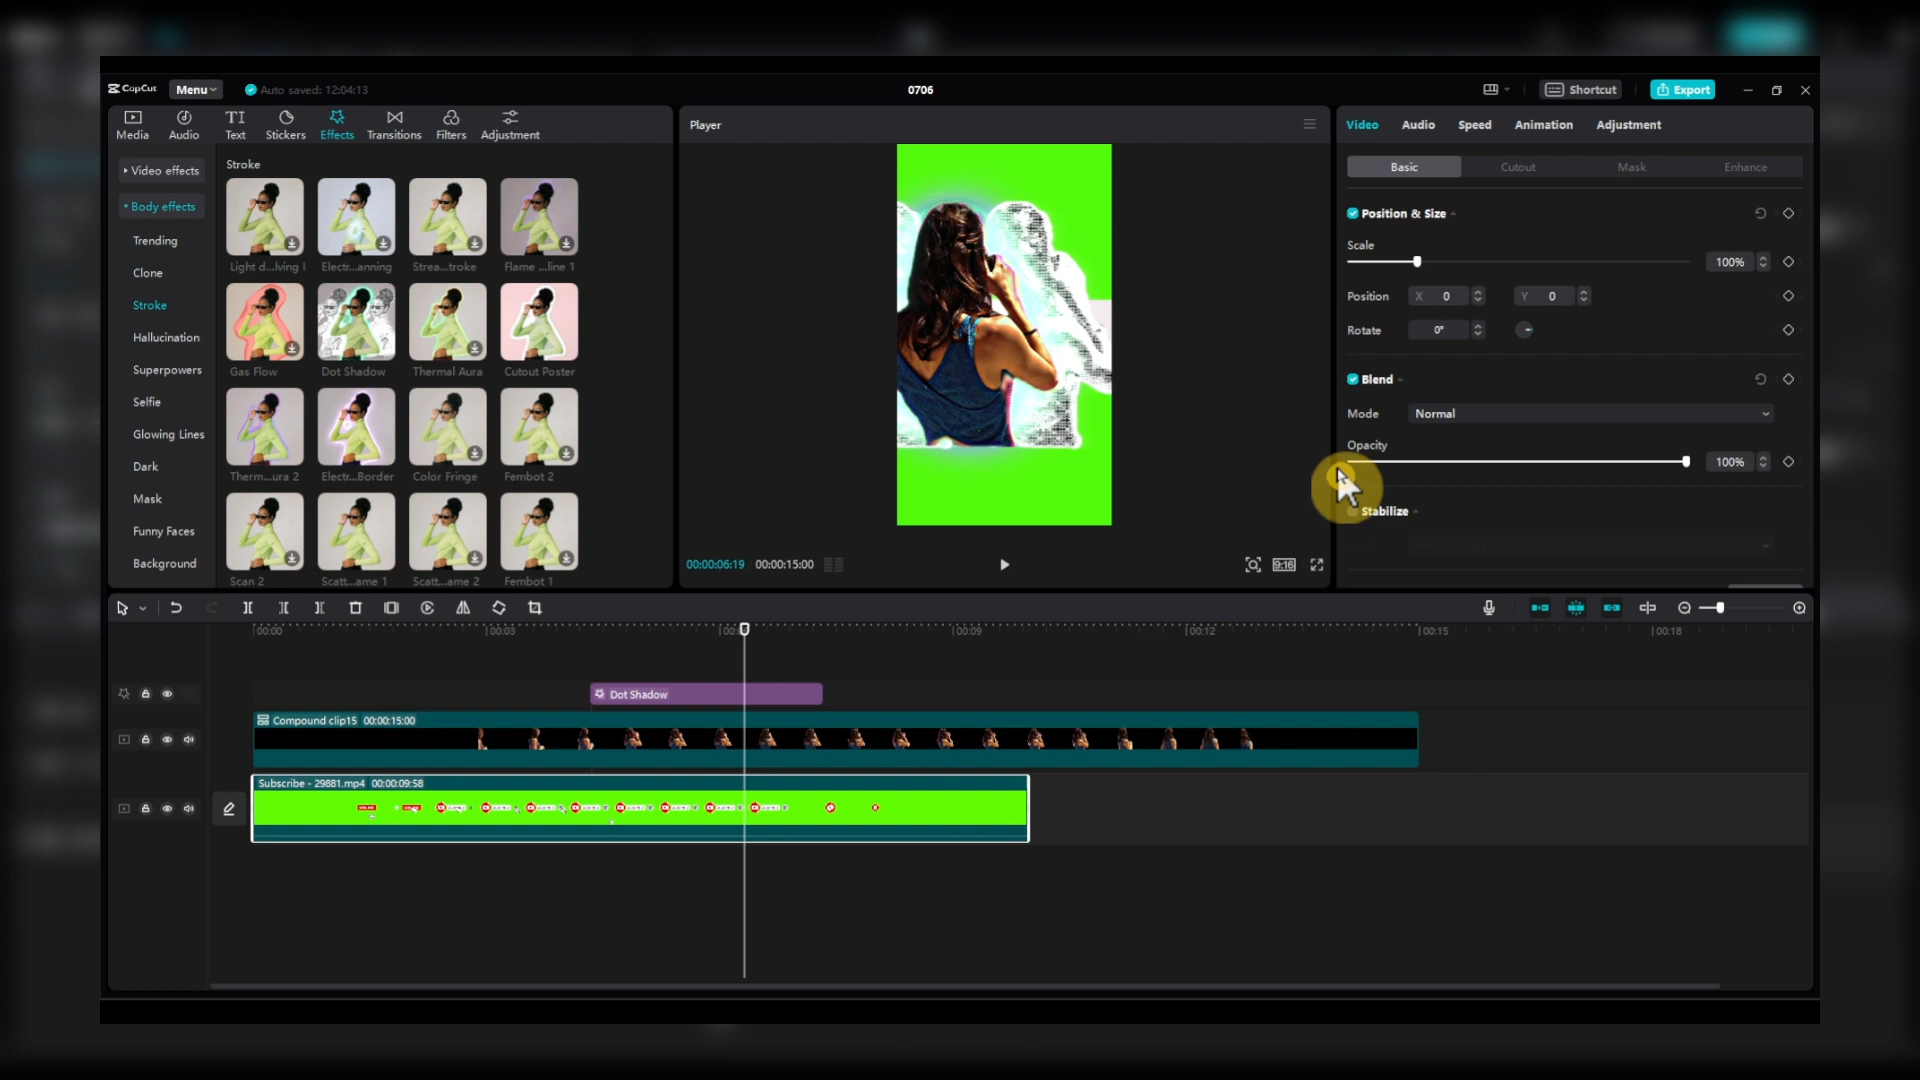 CapCut
Menu
Auto saved: 12:04:13
0706
Shortcut
Export
Media
Audio
Text
Stickers
Effects
Transitions
Filters
Adjustment
Video effects
Body effects
Trending
Clone
Stroke
Hallucination
Superpowers
Selfie
Glowing Lines
Dark
Mask
Funny Faces
Background
Stroke
Light d...lving I
Electr...anning
Strea...troke
Flame ...line 1
Gas Flow
Dot Shadow
Thermal Aura
Cutout Poster
Therm...ura 2
Electr...Border
Color Fringe
Fembot 2
Scan 2
Scatt...ame 1
Scatt...ame 2
Fembot 1
Player
00:00:06:19
00:00:15:00
9:16
Video
Audio
Speed
Animation
Adjustment
Basic
Cutout
Mask
Enhance
Position & Size
Scale
100%
Position
X 0
Y 0
Rotate
0°
Blend
Mode
Normal
Opacity
100%
Stabilize
00:00
00:03
00:09
00:12
00:15
00:18
Dot Shadow
Compound clip15 00:00:15:00
Subscribe - 29881.mp4 00:00:09:58